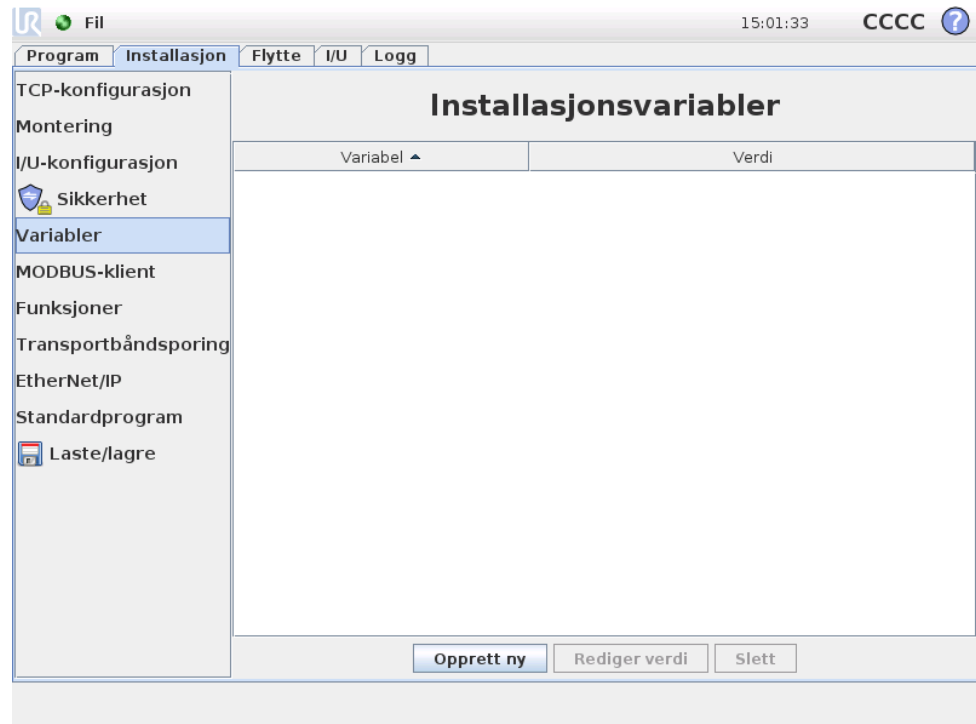 UR Fil 15:01:33 CCCC ?
Program Installasjon Flytte I/U Logg
TCP-konfigurasjon
Montering
I/U-konfigurasjon
Sikkerhet
Variabler
MODBUS-klient
Funksjoner
Transportbåndsporing
EtherNet/IP
Standardprogram
Laste/lagre
Installasjonsvariabler
Variabel Verdi
Opprett ny Rediger verdi Slett